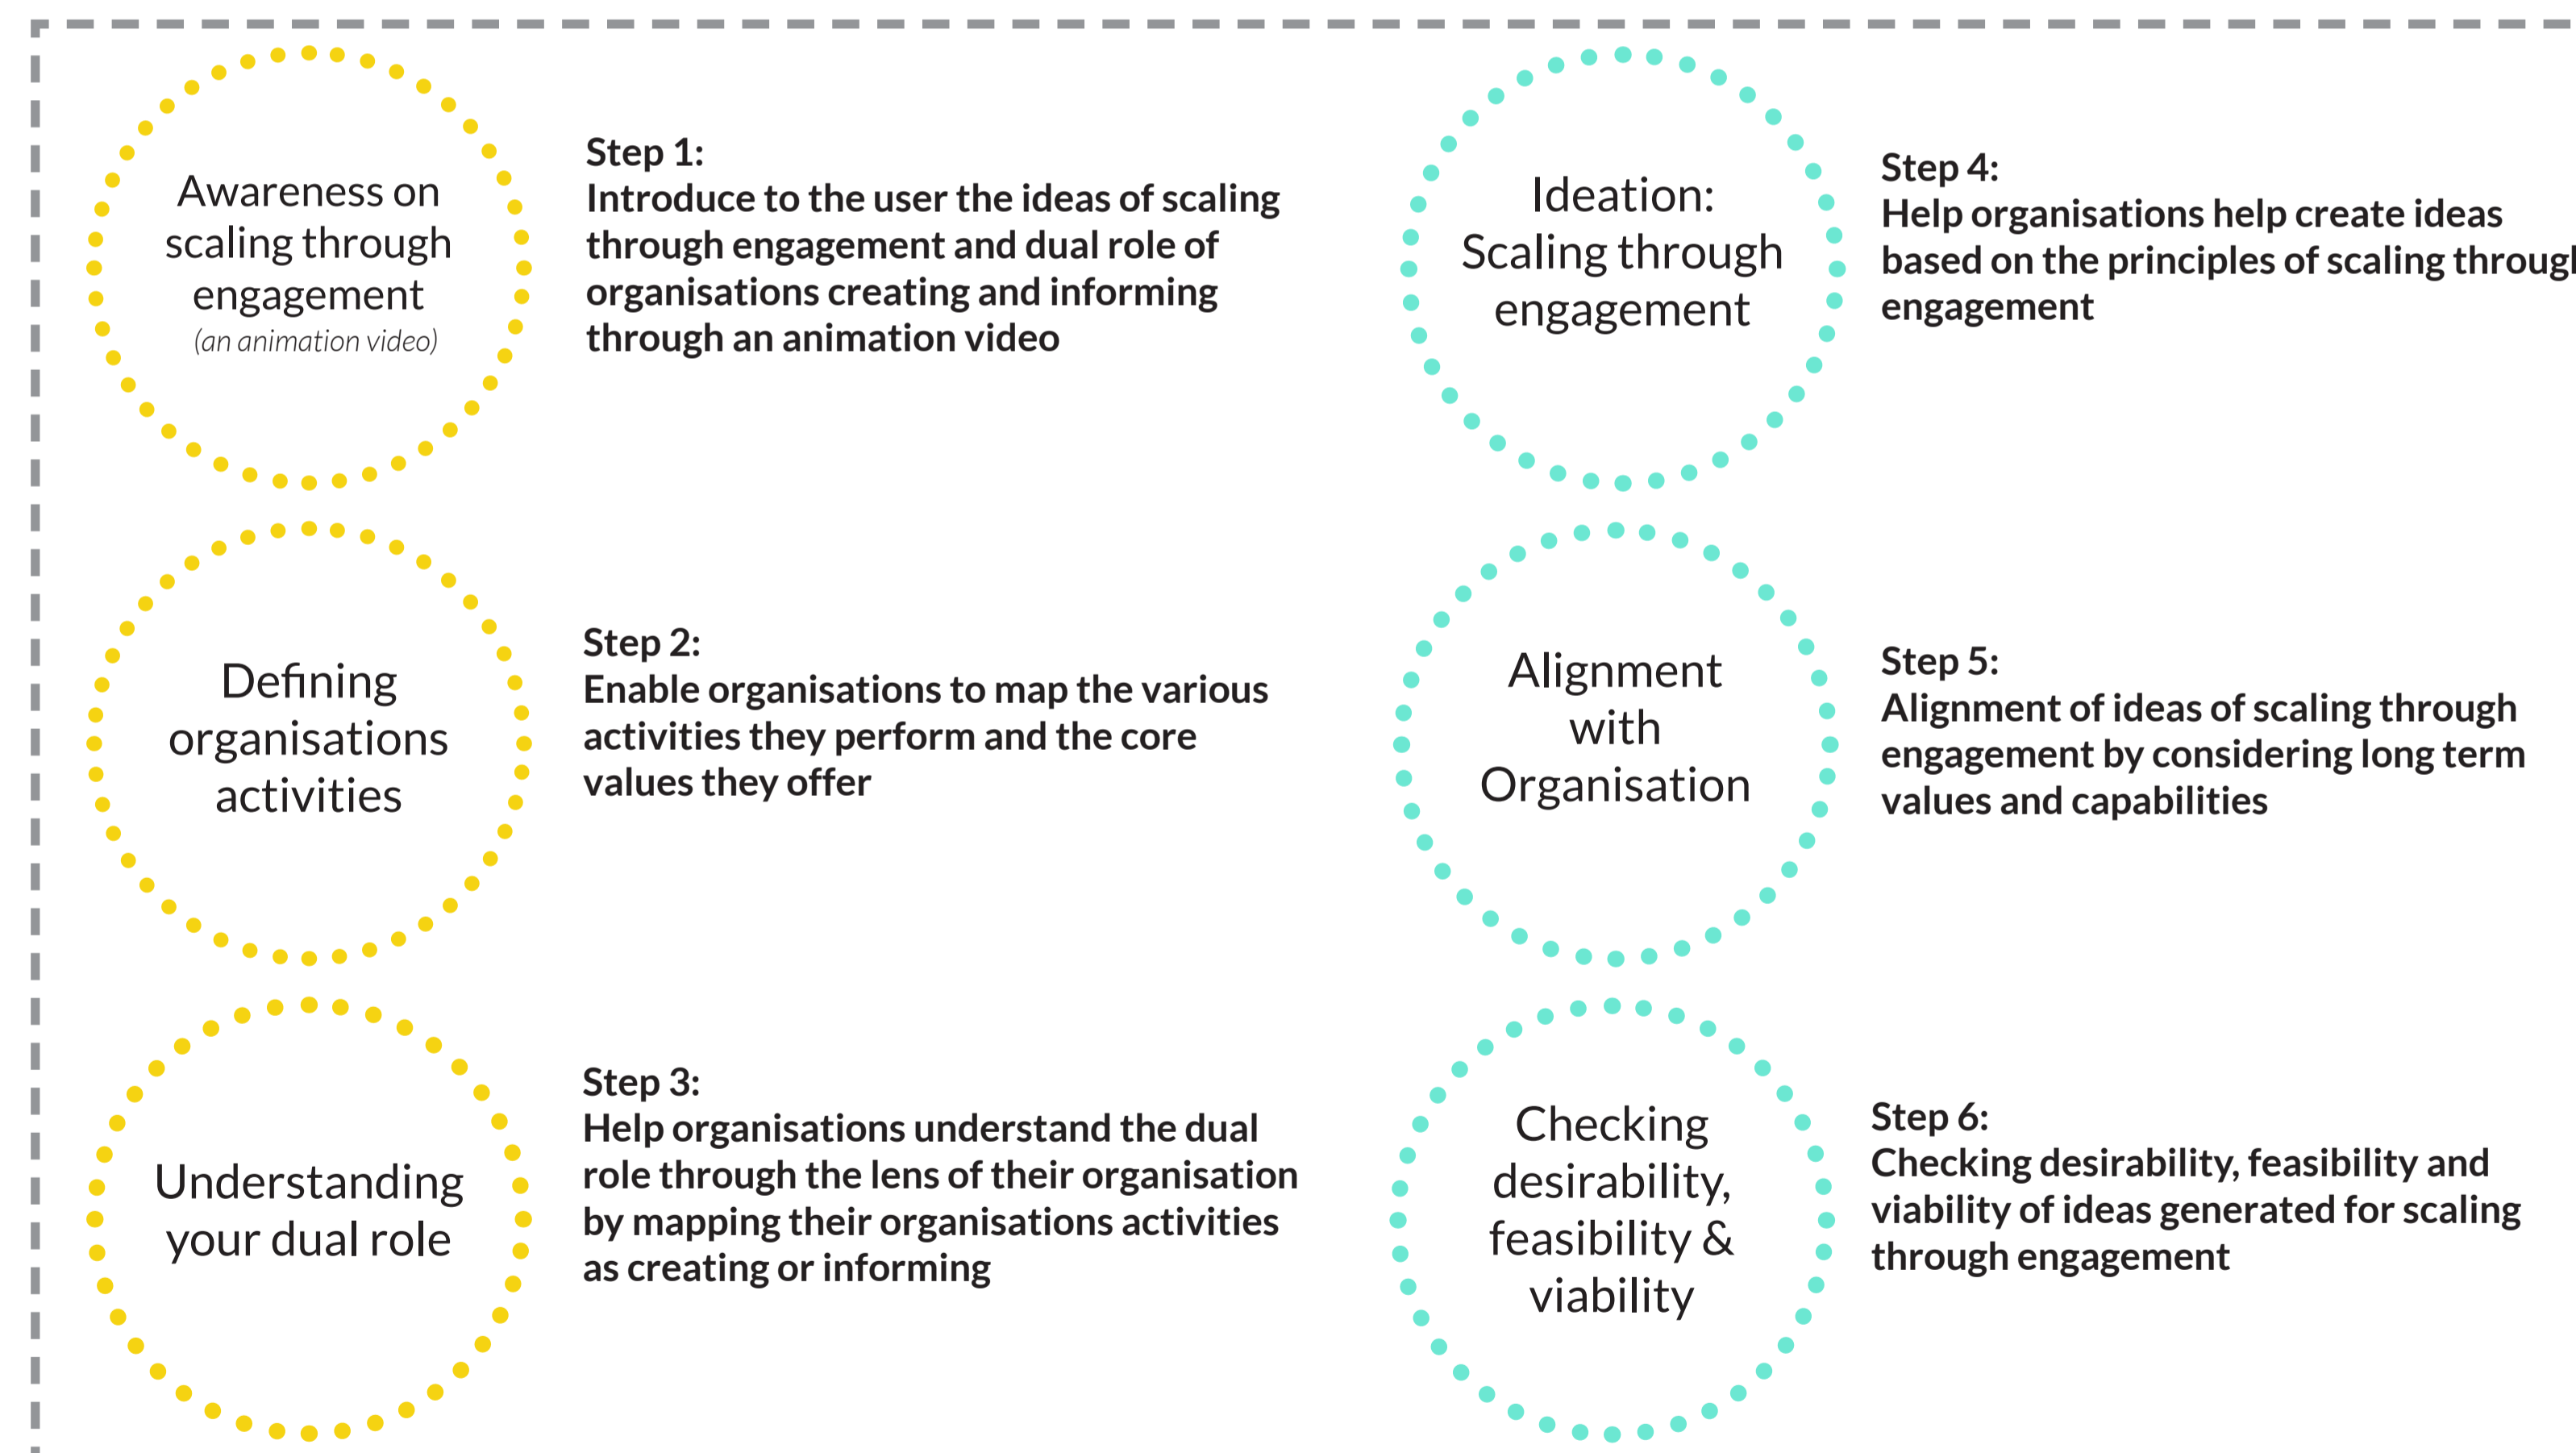 Awareness on
scaling through
engagement
(an animation video)
Step 1:
Introduce to the user the ideas of scaling
through engagement and dual role of
organisations creating and informing
through an animation video
Defining
organisations
activities
Step 2:
Enable organisations to map the various
activities they perform and the core
values they offer
Understanding
your dual role
Step 3:
Help organisations understand the dual
role through the lens of their organisation
by mapping their organisations activities
as creating or informing
Ideation:
Scaling through
engagement
Step 4:
Help organisations help create ideas
based on the principles of scaling through
engagement
Alignment
with
Organisation
Step 5:
Alignment of ideas of scaling through
engagement by considering long term
values and capabilities
Checking
desirability,
feasibility &
viability
Step 6:
Checking desirability, feasibility and
viability of ideas generated for scaling
through engagement